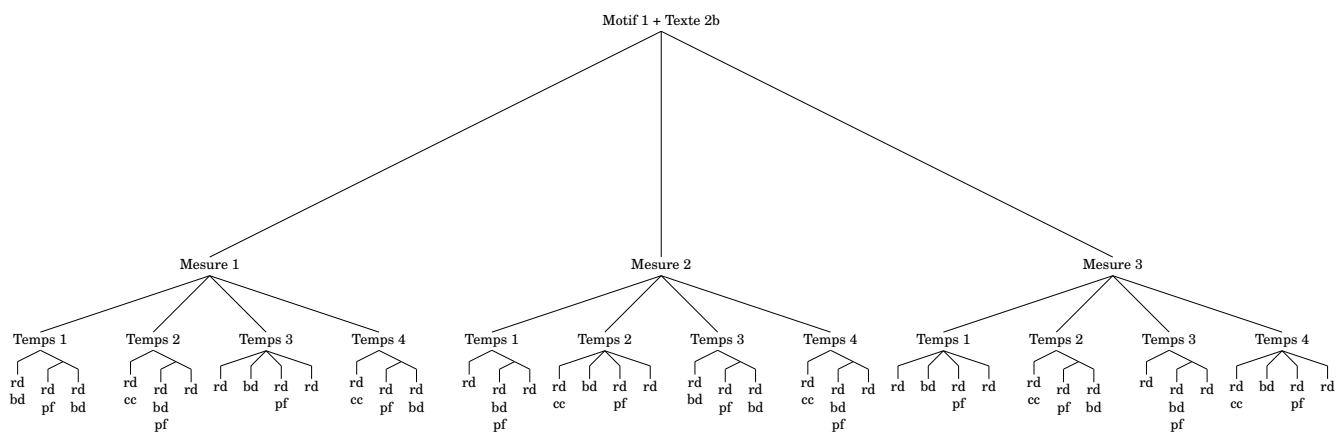 Motif 1 + Texte 2b
Mesure 1 Mesure 2 Mesure 3
Temps 1 Temps 2 Temps 3 Temps 4 Temps 1 Temps 2 Temps 3 Temps 4 Temps 1 Temps 2 Temps 3 Temps 4
rd rd rd rd rd rd rd bd rd rd rd rd rd rd rd rd rd bd rd rd rd rd rd rd rd rd rd bd rd rd rd rd rd rd rd rd rd bd rd rd
bd pf bd cc bd pf cc pf bd bd cc pf bd pf bd cc bd pf cc pf bd bd cc pf
pf pf pf pf